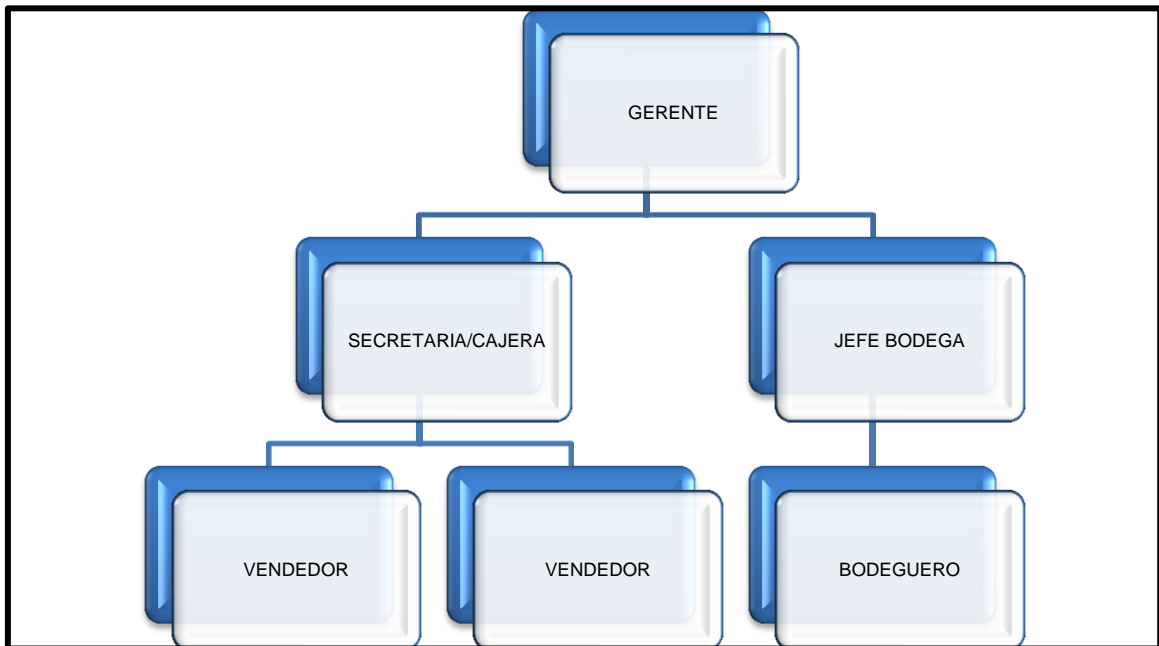 GERENTE
SECRETARIA/CAJERA
JEFE BODEGA
VENDEDOR
VENDEDOR
BODEGUERO